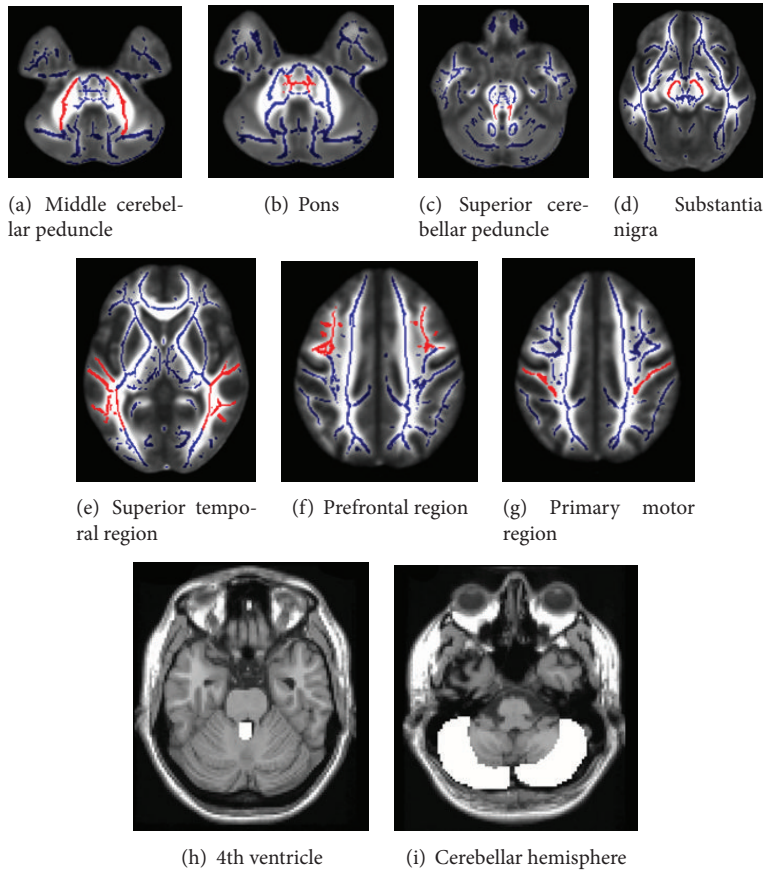 (a) Middle cerebel-
lar peduncle
(b) Pons
(c) Superior cere-
bellar peduncle
(d) Substantia
nigra
(e) Superior tempo-
ral region
(f) Prefrontal region
(g) Primary motor
region
(h) 4th ventricle
(i) Cerebellar hemisphere